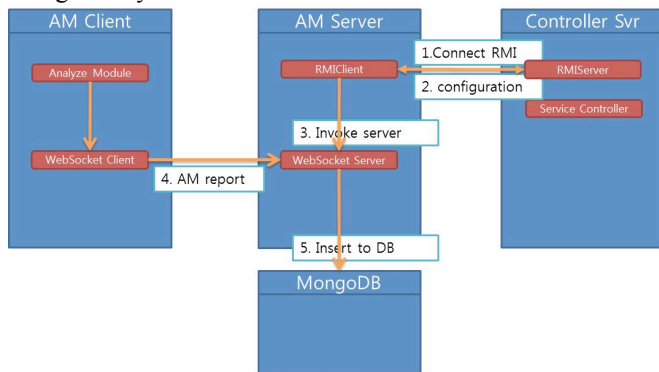 AM Client
AM Server
Controller Svr
1.Connect RMI
Analyze Module
RMIClient
RMIServer
2. configuration
Service Controller
3. Invoke server
WebSocket Client
WebSocket Server
4. AM report
5. Insert to DB
MongoDB